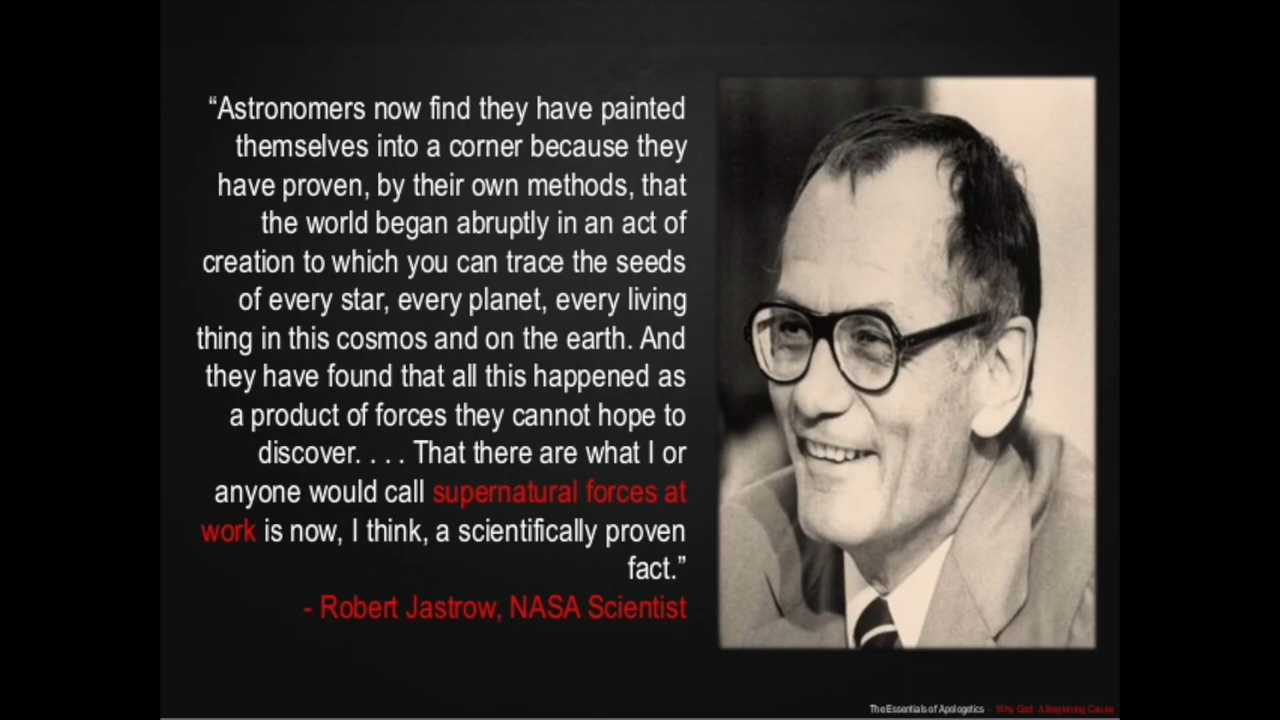 “Astronomers now find they have painted
themselves into a corner because they
have proven, by their own methods, that
the world began abruptly in an act of
creation to which you can trace the seeds
of every star, every planet, every living
thing in this cosmos and on the earth. And
they have found that all this happened as
a product of forces they cannot hope to
discover. . . . That there are what I or
anyone would call supernatural forces at
work is now, I think, a scientifically proven
fact.”
- Robert Jastrow, NASA Scientist
The Essentials of Apologetics - Why God: A Beginning Cause